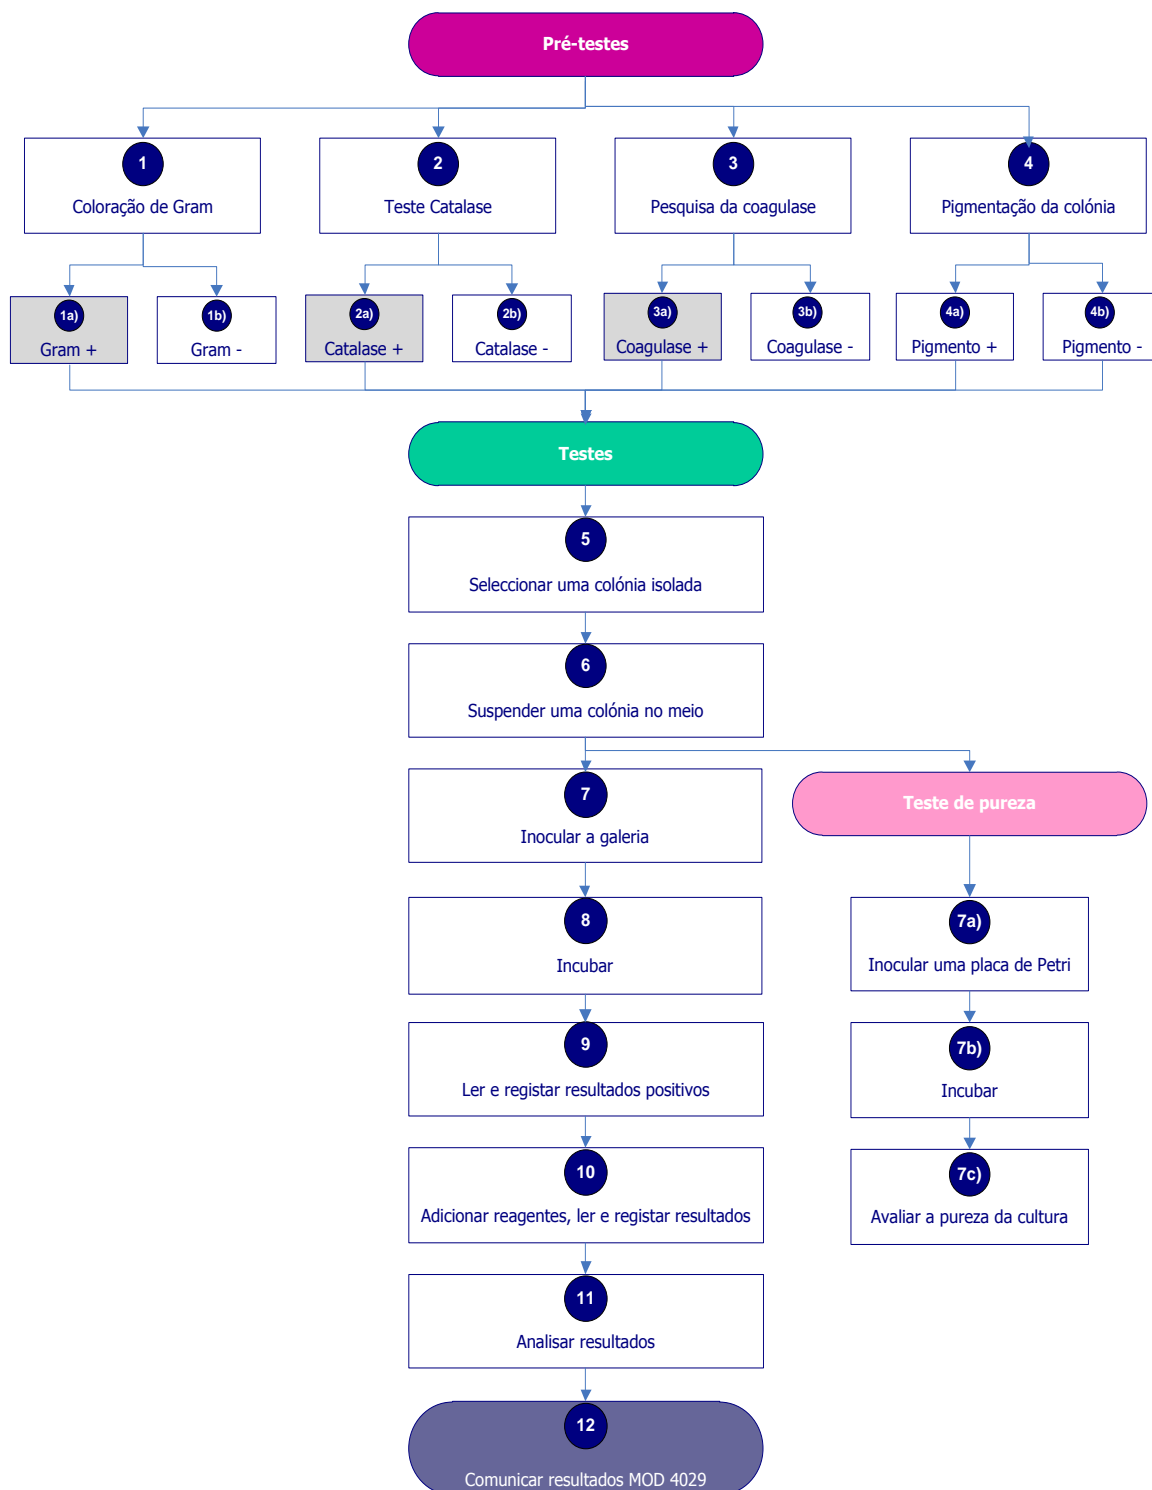 Pré-testes
1
Coloração de Gram
2
Teste Catalase
3
Pesquisa da coagulase
4
Pigmentação da colónia
1a)
Gram +
1b)
Gram -
2a)
Catalase +
2b)
Catalase -
3a)
Coagulase +
3b)
Coagulase -
4a)
Pigmento +
4b)
Pigmento -
Testes
5
Seleccionar uma colónia isolada
6
Suspender uma colónia no meio
7
Inocular a galeria
Teste de pureza
8
Incubar
7a)
Inocular uma placa de Petri
9
Ler e registar resultados positivos
7b)
Incubar
10
Adicionar reagentes, ler e registar resultados
7c)
Avaliar a pureza da cultura
11
Analisar resultados
12
Comunicar resultados MOD 4029